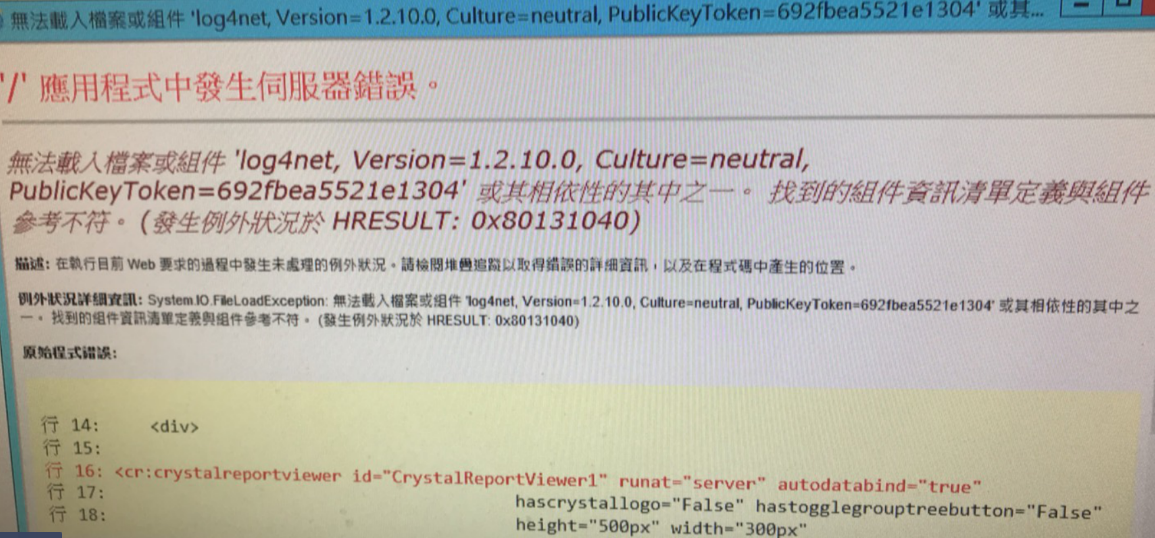 無法載入檔案或組件 'log4net, Version=1.2.10.0, Culture=neutral, PublicKeyToken=692fbea5521e1304' 或其...
'/' 應用程式中發生伺服器錯誤。
無法載入檔案或組件 'log4net, Version=1.2.10.0, Culture=neutral,
PublicKeyToken=692fbea5521e1304' 或其相依性的其中之一。 找到的組件資訊清單定義與組件
參考不符。 (發生例外狀況於 HRESULT: 0x80131040)
描述: 在執行目前 Web 要求的過程中發生未處理的例外狀況。請檢閱堆疊追蹤以取得錯誤的詳細資訊，以及在程式碼中產生的位置。
例外狀況詳細資訊: System.IO.FileLoadException: 無法載入檔案或組件 'log4net, Version=1.2.10.0, Culture=neutral, PublicKeyToken=692fbea5521e1304' 或其相依性的其中之
一。 找到的組件資訊清單定義與組件參考不符。 (發生例外狀況於 HRESULT: 0x80131040)
原始程式錯誤:
行 14: <div>
行 15:
行 16: <cr:crystalreportviewer id="CrystalReportViewer1" runat="server" autodatabind="true"
行 17: hascrystallogo="False" hastogglegrouptreebutton="False"
行 18: height="500px" width="300px"